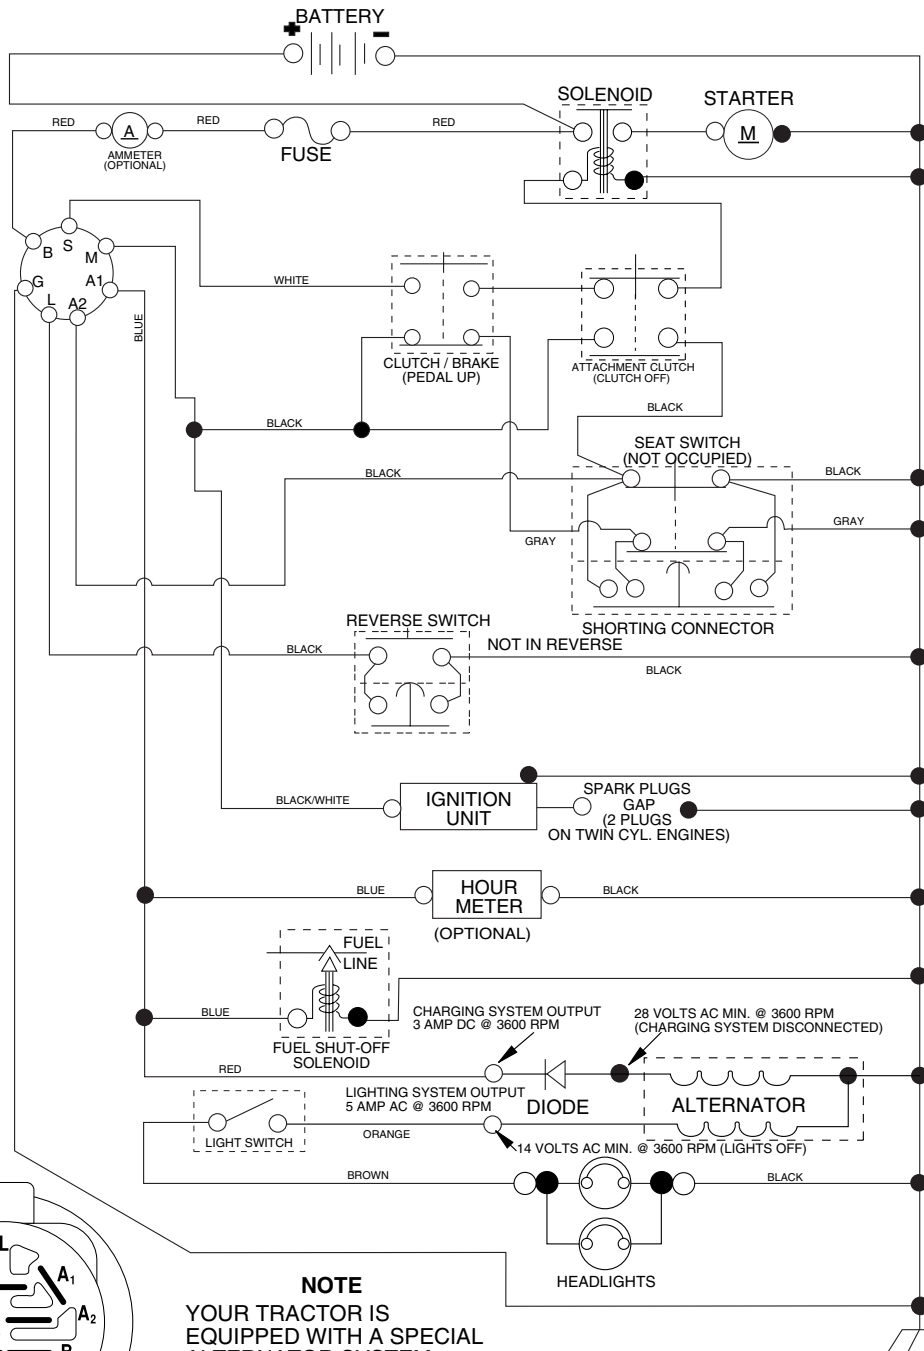 BATTERY
+ -
SOLENOID
STARTER
RED
A
RED
RED
M
AMMETER
(OPTIONAL)
FUSE
B
S
M
G
A1
L
A2
WHITE
BLUE
CLUTCH / BRAKE
(PEDAL UP)
ATTACHMENT CLUTCH
(CLUTCH OFF)
BLACK
BLACK
SEAT SWITCH
(NOT OCCUPIED)
BLACK
BLACK
GRAY
GRAY
REVERSE SWITCH
SHORTING CONNECTOR
NOT IN REVERSE
BLACK
BLACK
IGNITION
UNIT
BLACK/WHITE
SPARK PLUGS
GAP
(2 PLUGS
ON TWIN CYL. ENGINES)
BLUE
HOUR
METER
BLACK
(OPTIONAL)
FUEL
LINE
BLUE
FUEL SHUT-OFF
SOLENOID
CHARGING SYSTEM OUTPUT
3 AMP DC @ 3600 RPM
28 VOLTS AC MIN. @ 3600 RPM
(CHARGING SYSTEM DISCONNECTED)
RED
LIGHTING SYSTEM OUTPUT
5 AMP AC @ 3600 RPM
DIODE
ALTERNATOR
LIGHT SWITCH
ORANGE
14 VOLTS AC MIN. @ 3600 RPM (LIGHTS OFF)
BROWN
BLACK
HEADLIGHTS
L
A1
A2
B
NOTE
YOUR TRACTOR IS
EQUIPPED WITH A SPECIAL
ALTERNATOR SYSTEM